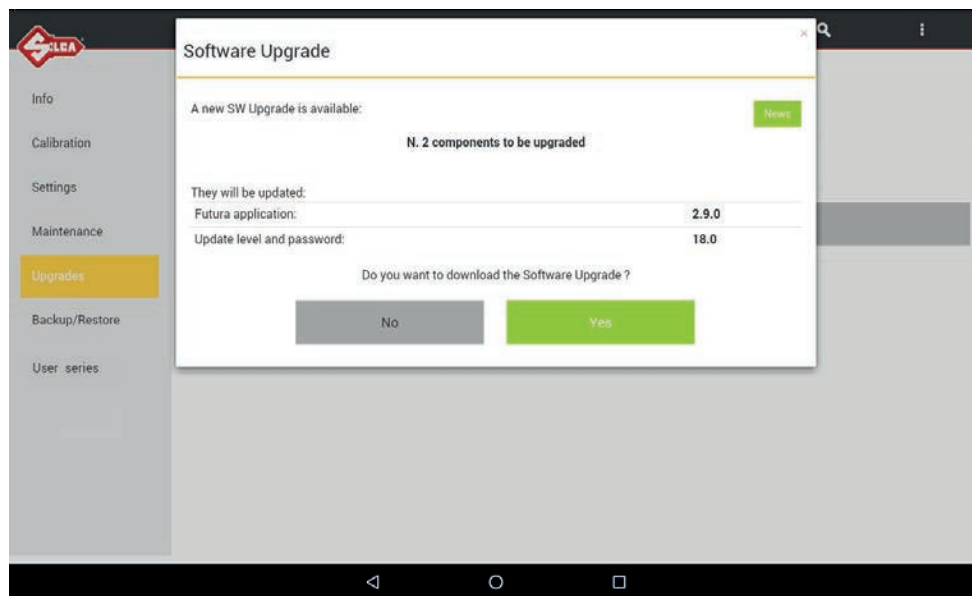 SILCA
Software Upgrade
×
Info
Calibration
Settings
Maintenance
Upgrades
Backup/Restore
User series
A new SW Upgrade is available:
News
N. 2 components to be upgraded
They will be updated:
Futura application: 2.9.0
Update level and password: 18.0
Do you want to download the Software Upgrade ?
No
Yes